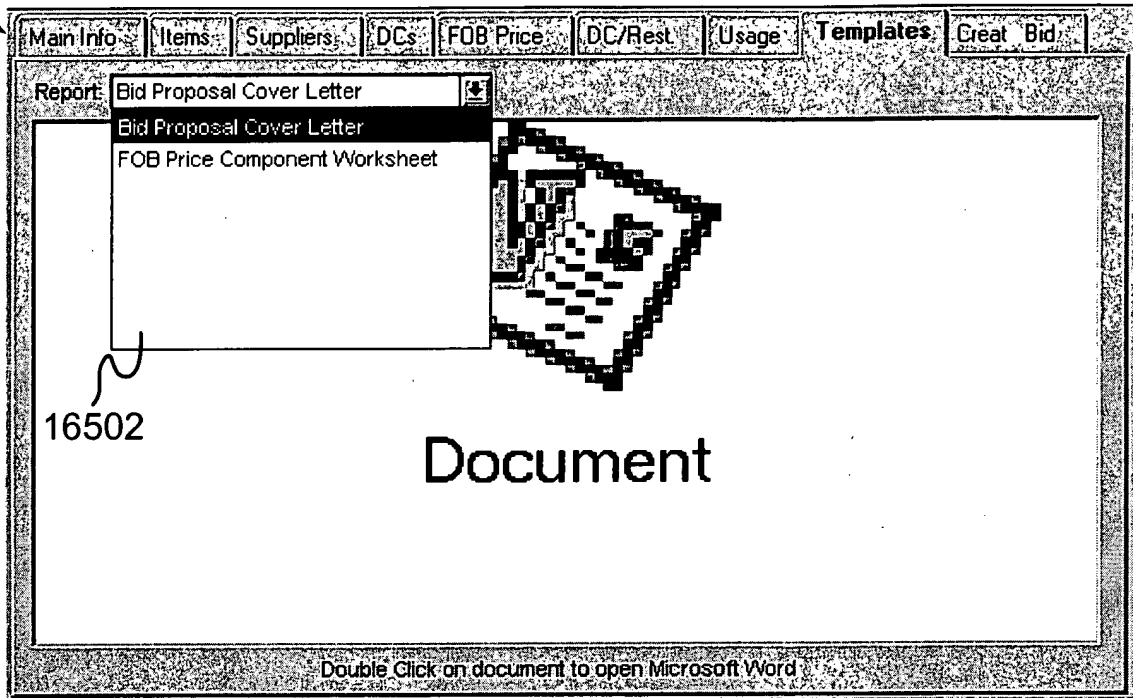 Main Info Items Suppliers DCs FOB Price DC/Rest. Usage Templates Creat Bid
Report: Bid Proposal Cover Letter
Bid Proposal Cover Letter
FOB Price Component Worksheet
16502
Document
Double Click on document to open Microsoft Word